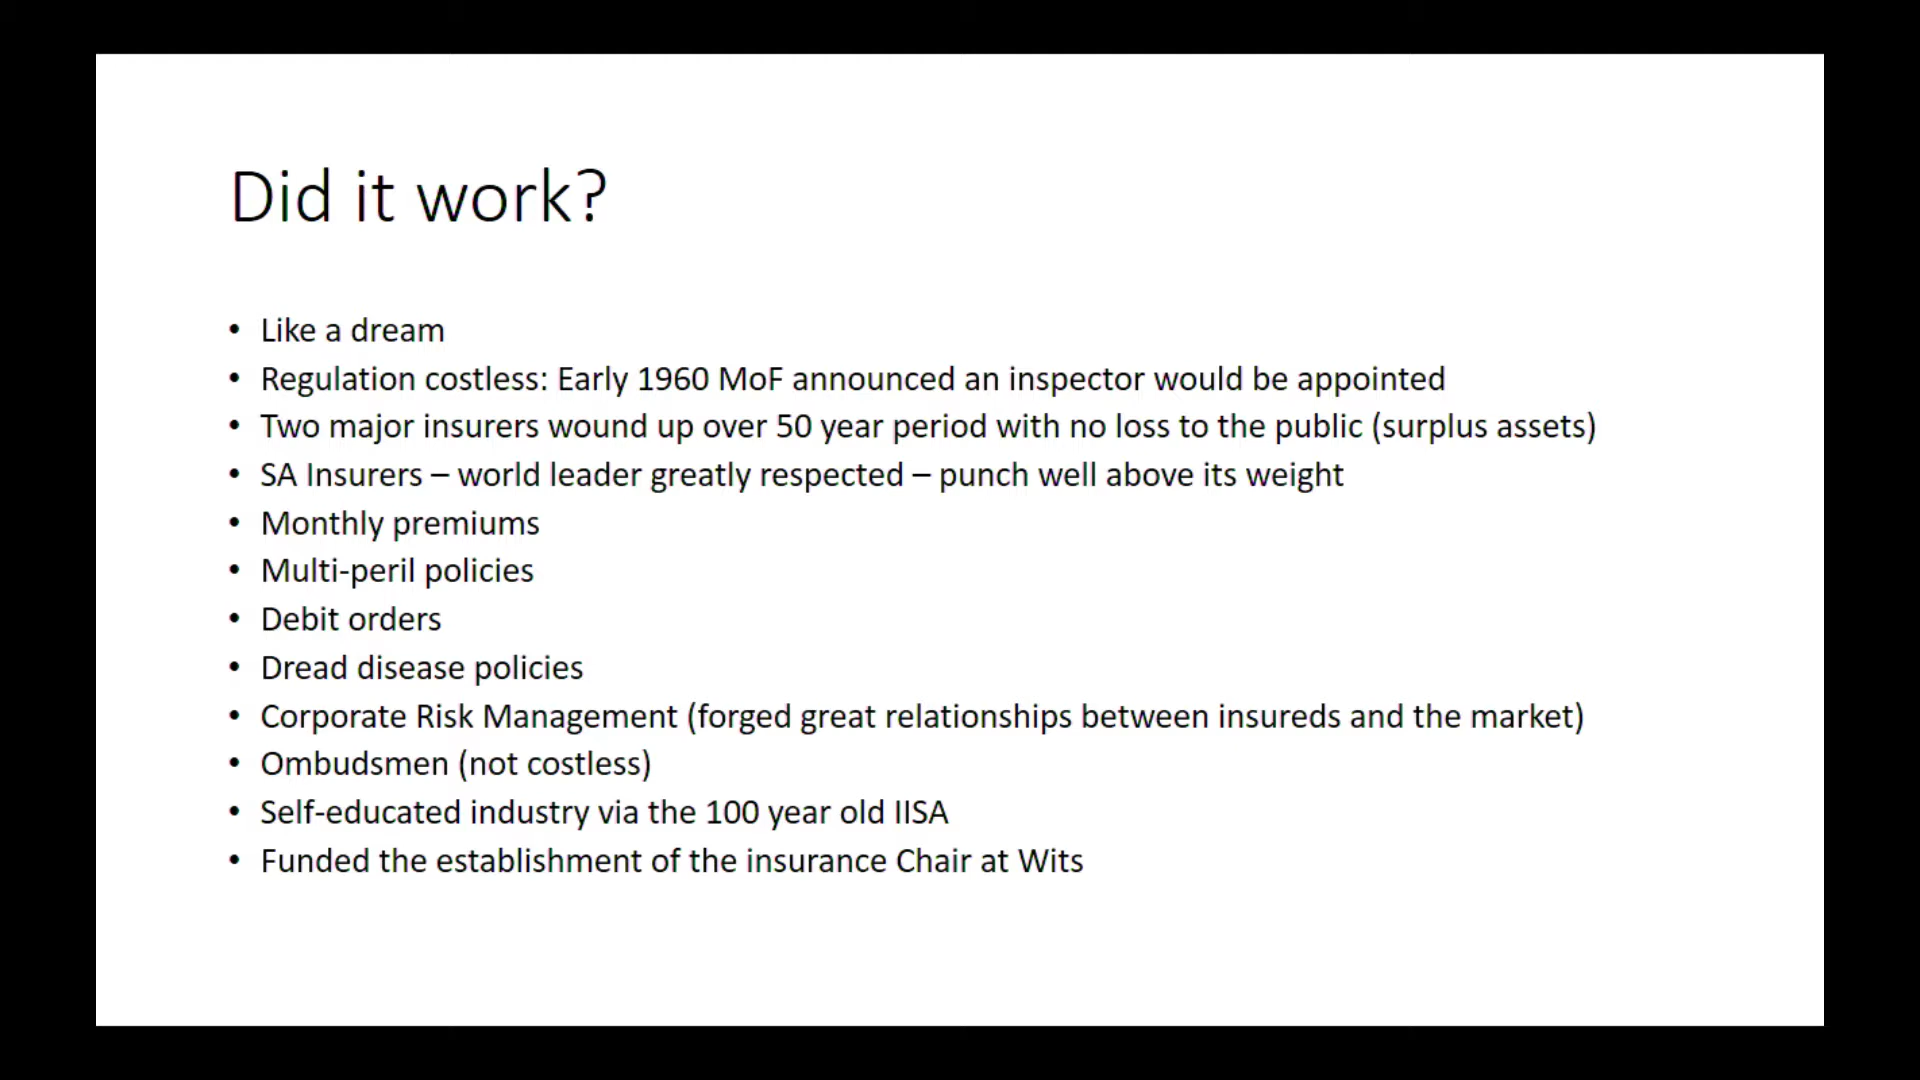 Did it work?
• Like a dream
• Regulation costless: Early 1960 MoF announced an inspector would be appointed
• Two major insurers wound up over 50 year period with no loss to the public (surplus assets)
• SA Insurers – world leader greatly respected – punch well above its weight
• Monthly premiums
• Multi-peril policies
• Debit orders
• Dread disease policies
• Corporate Risk Management (forged great relationships between insureds and the market)
• Ombudsmen (not costless)
• Self-educated industry via the 100 year old IISA
• Funded the establishment of the insurance Chair at Wits